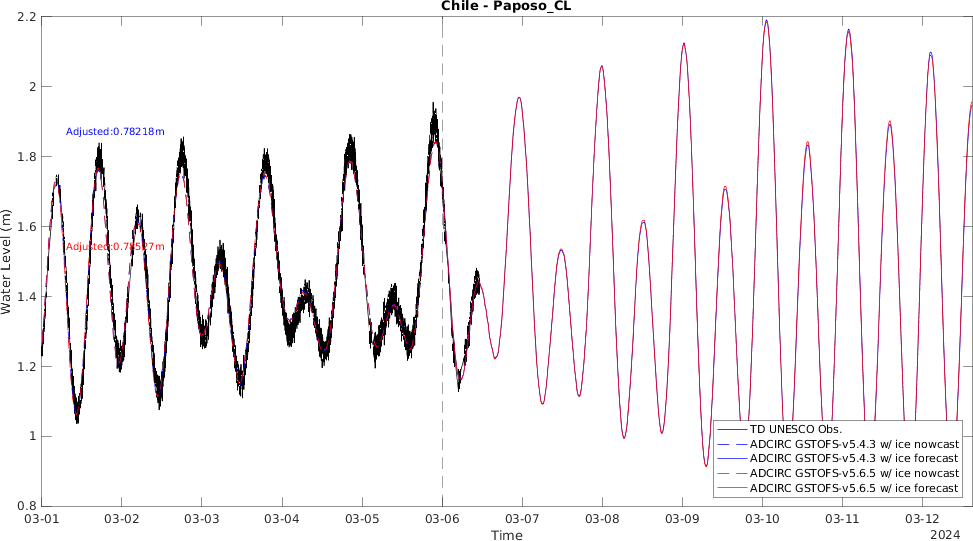 Chile - Paposo_CL
Water Level (m)
2.2
2
1.8
1.6
1.4
1.2
1
0.8
Adjusted:0.78218m
Adjusted:0.78527m
TD UNESCO Obs.
ADCIRC GSTOFS-v5.4.3 w/ ice nowcast
ADCIRC GSTOFS-v5.4.3 w/ ice forecast
ADCIRC GSTOFS-v5.6.5 w/ ice nowcast
ADCIRC GSTOFS-v5.6.5 w/ ice forecast
03-01 03-02 03-03 03-04 03-05 03-06 03-07 03-08 03-09 03-10 03-11 03-12
Time
2024